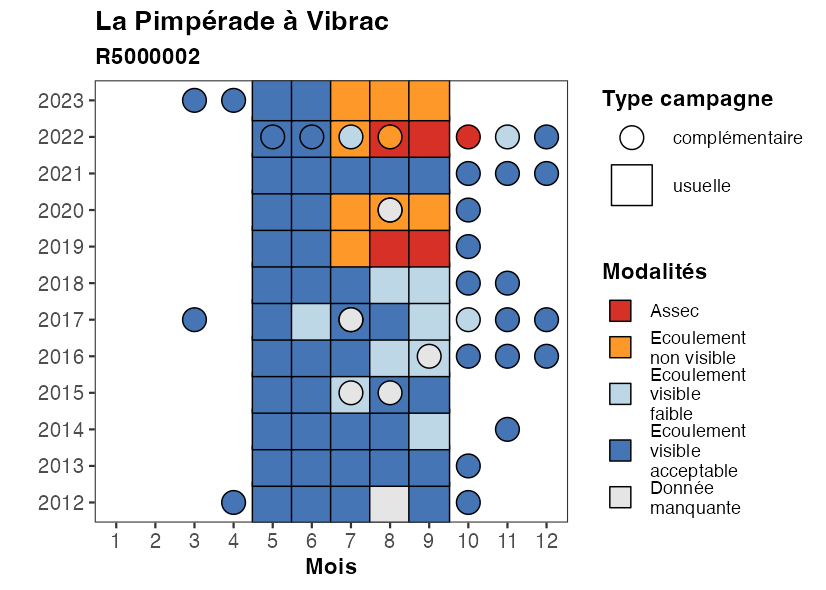 La Pimpérade à Vibrac
R5000002
2023
2022
2021
2020
2019
2018
2017
2016
2015
2014
2013
2012
1 2 3 4 5 6 7 8 9 10 11 12
Mois
Type campagne
complémentaire
usuelle
Modalités
Assec
Ecoulement
non visible
Ecoulement
visible
faible
Ecoulement
visible
acceptable
Donnée
manquante